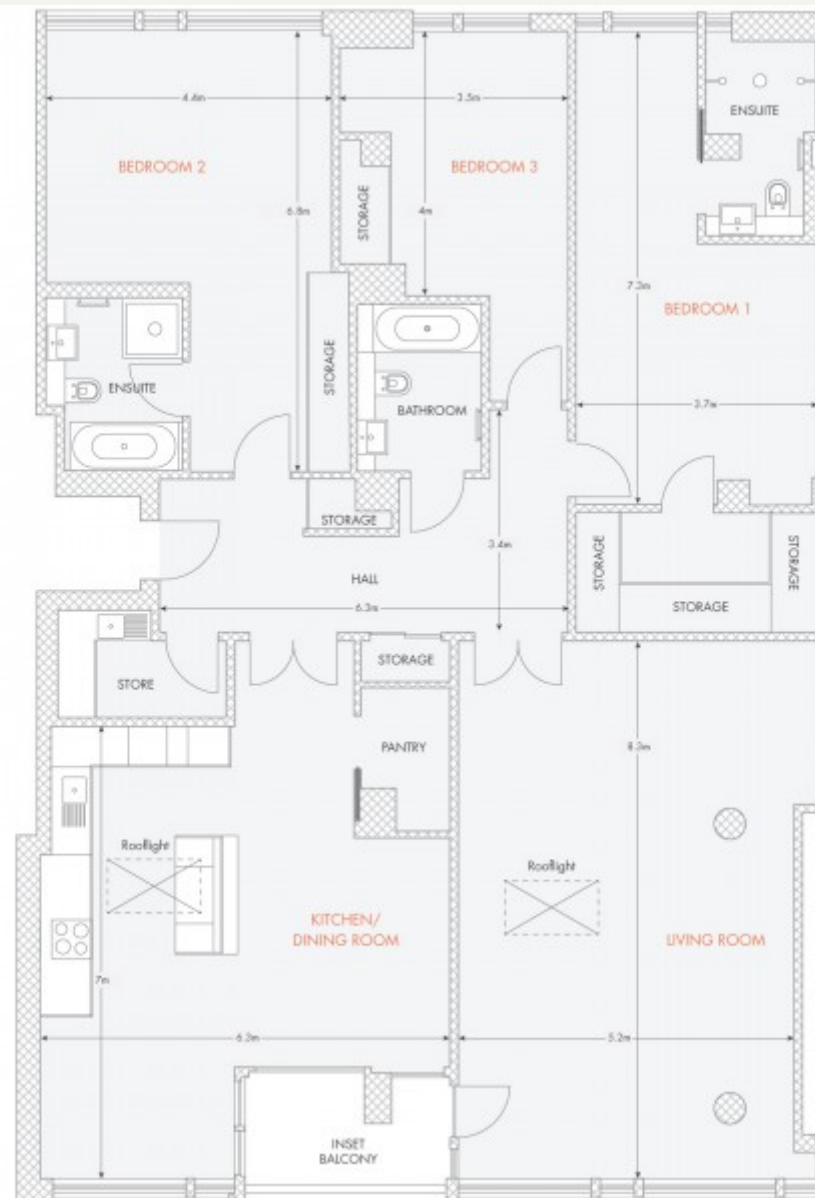 4.4m
3.5m
ENSUITE
BEDROOM 2
BEDROOM 3
STORAGE
6.8m
4m
7.3m
BEDROOM 1
STORAGE
ENSUITE
BATHROOM
3.7m
STORAGE
3.4m
STORAGE
STORAGE
HALL
6.3m
STORAGE
STORAGE
STORE
PANTRY
8.3m
Rooflight
Rooflight
KITCHEN/
DINING ROOM
LIVING ROOM
7m
6.3m
5.2m
INSET
BALCONY